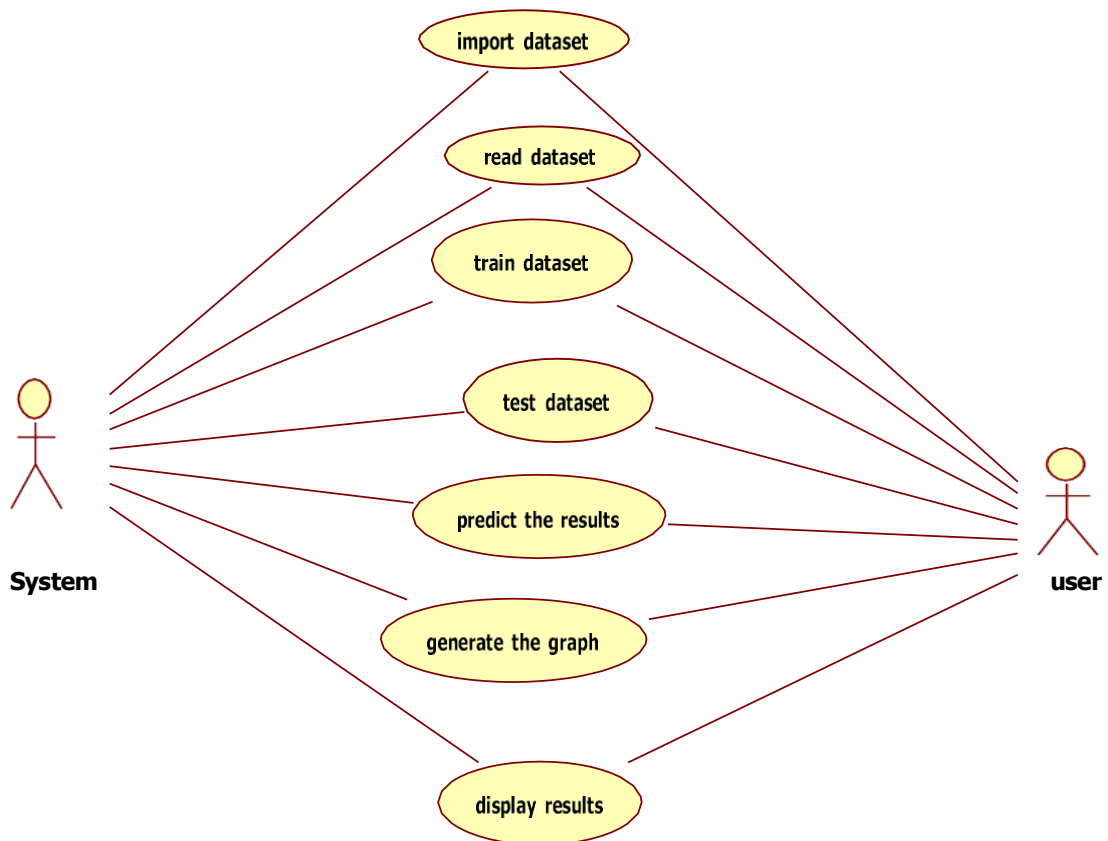 import dataset
read dataset
train dataset
test dataset
predict the results
System
user
generate the graph
display results